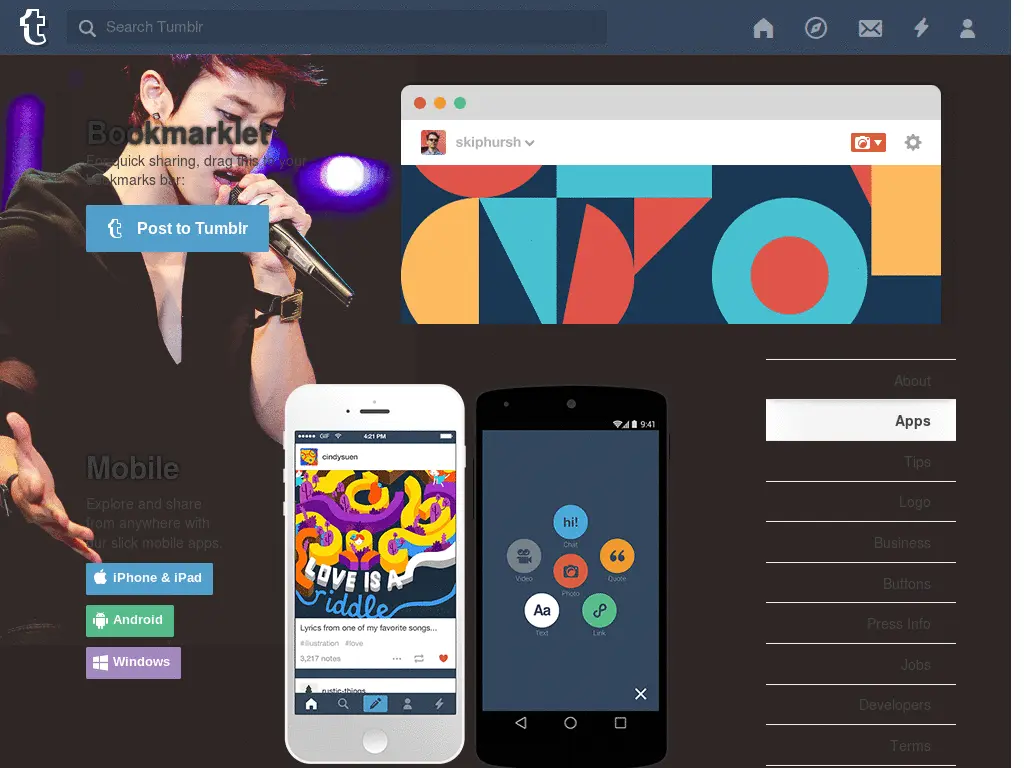 Search Tumblr
Bookmarklet
For quick sharing, drag this to your
bookmarks bar:
Post to Tumblr
skiphursh
About
Apps
Tips
Logo
Business
Buttons
Press Info
Jobs
Developers
Terms
Mobile
Explore and share
from anywhere with
our slick mobile apps.
iPhone & iPad
Android
Windows
GIF
4:21 PM
cindysuen
LOVE IS A
riddle
Lyrics from one of my favorite songs...
#illustration #love
3,217 notes
rustic-things
9:41
hi!
Chat
Video
Quote
Photo
Aa
Text
Link